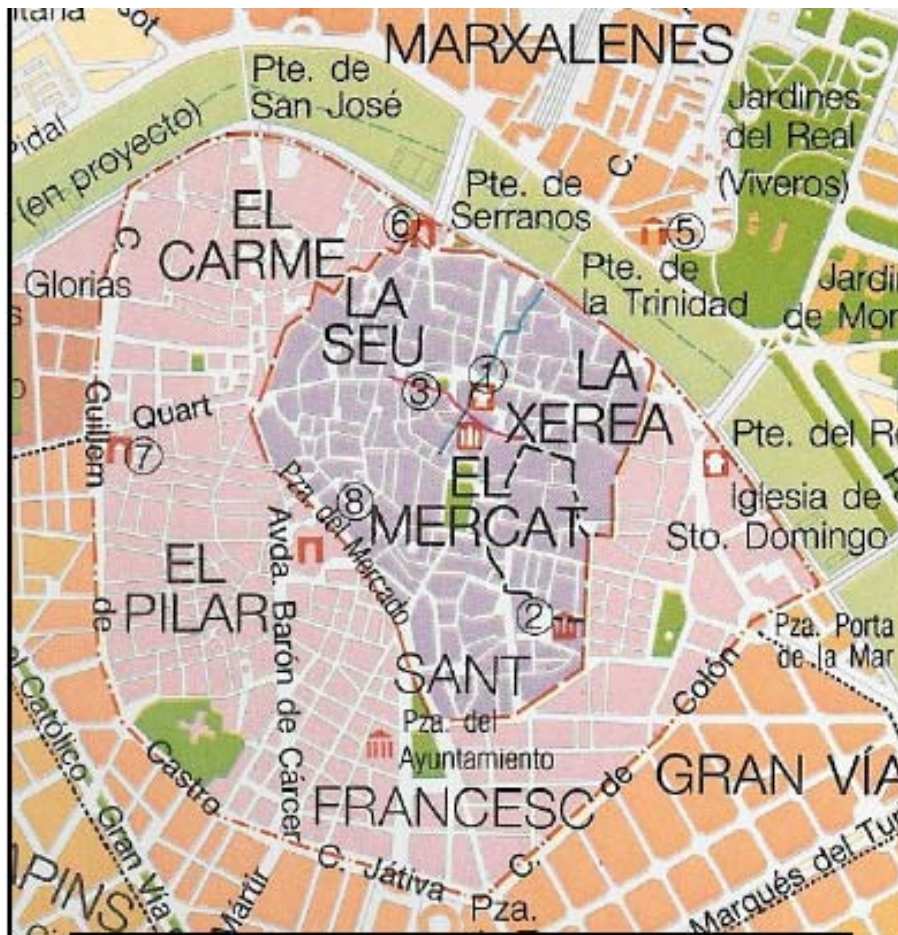 MARXALENES
Pte. de
San José
Jardines
del Real
(Viveros)
(en proyecto)
Pidal
C.
Pte. de
Serranos
EL
CARME
6
5
C.
Pte. de
la Trinidad
Glorias
LA
SEU
1
3
LA
XEREA
Guillem
Quart
7
Pte. del
Pza. del Mercado
8
EL
MERCAT
Iglesia de
Sto. Domingo
Avda. Barón de Cárcer
EL
PILAR
de
2
Pza. Porta
de la Mar
SANT
Pza. del
Ayuntamiento
Colón
de
C.
GRAN VÍA
Católico
Gran Vía
Castro
FRANCESC
C. Játiva
Mártir
Marqués del
Pza.